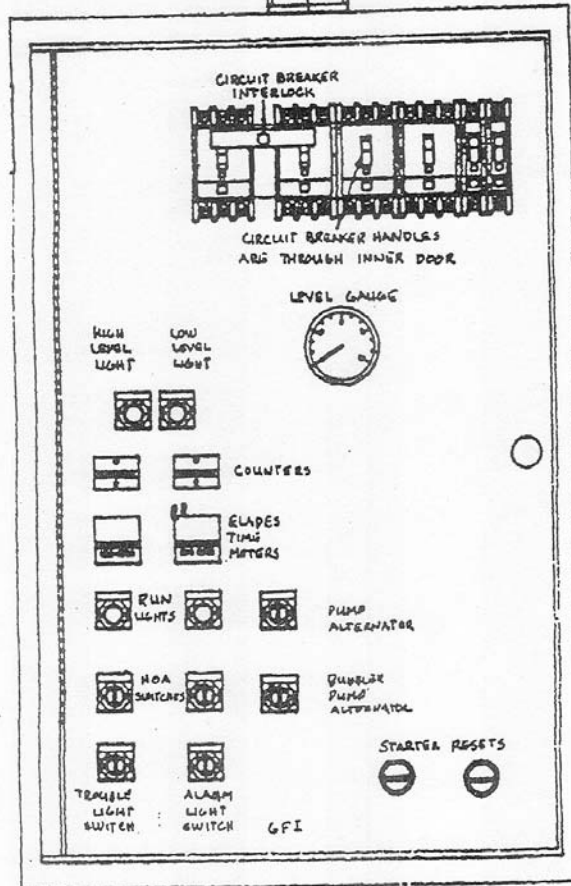 CIRCUIT BREAKER
INTERLOCK
CIRCUIT BREAKER HANDLES
ARE THROUGH INNER DOOR
LEVEL GAUGE
HIGH
LEVEL
LIGHT
LOW
LEVEL
LIGHT
COUNTERS
ELAPES
TIME
METERS
RUN
LIGHTS
PUMP
ALTERNATOR
HOA
SWITCHES
BUBBLER
PUMP
ALTERNATOR
STARTER RESETS
TROUBLE
LIGHT
SWITCH
ALARM
LIGHT
SWITCH
GFI